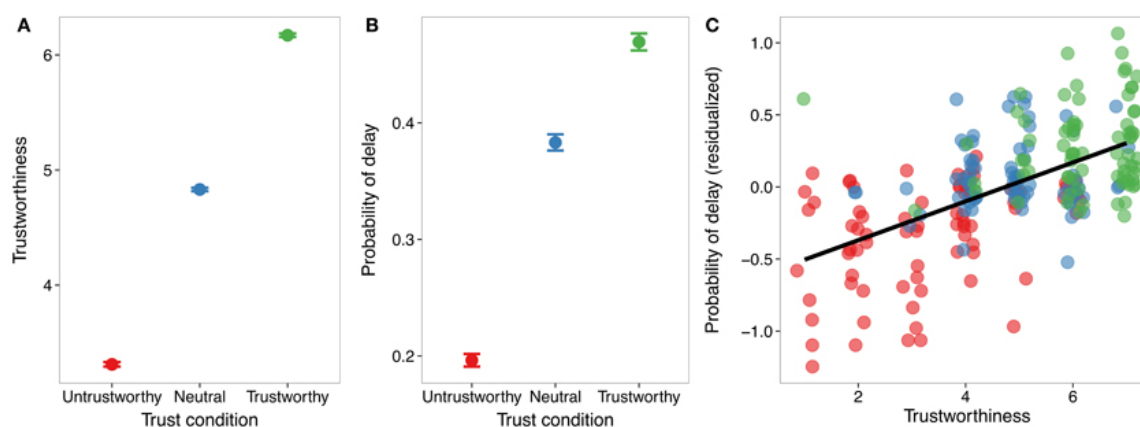 A
B
C
Trustworthiness
6
5
4
Untrustworthy Neutral Trustworthy
Trust condition
Probability of delay
0.4
0.3
0.2
Untrustworthy Neutral Trustworthy
Trust condition
Probability of delay (residualized)
1.0
0.5
0.0
−0.5
−1.0
2 4 6
Trustworthiness